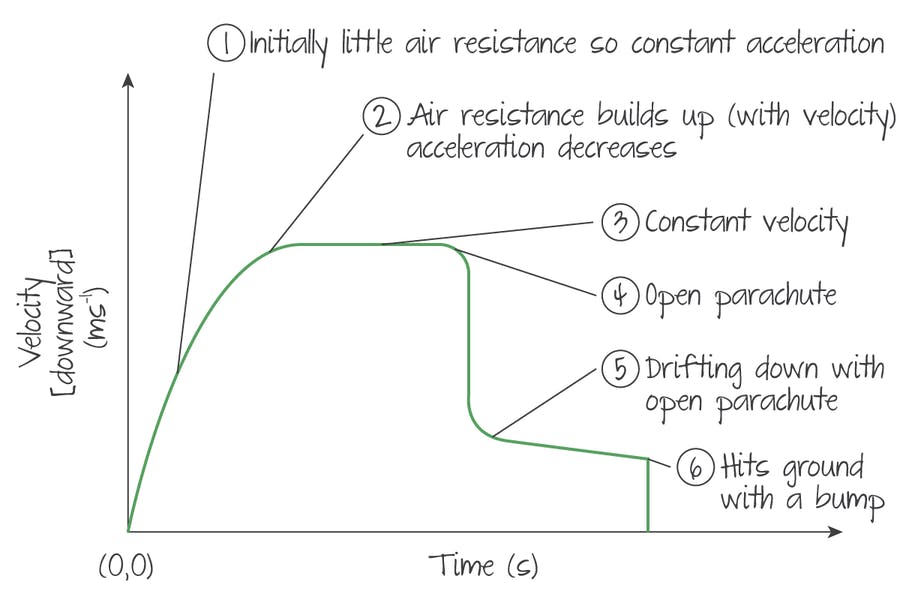 ① Initially little air resistance so constant acceleration
② Air resistance builds up (with velocity)
acceleration decreases
③ Constant velocity
④ Open parachute
⑤ Drifting down with
open parachute
⑥ Hits ground
with a bump
Velocity
[downward]
(ms⁻¹)
(0,0)
Time (s)